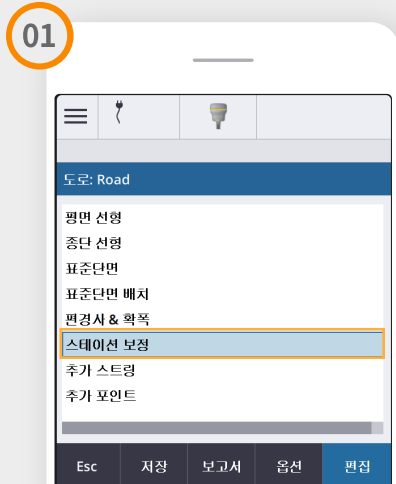 01
도로: Road
평면 선형
종단 선형
표준단면
표준단면 배치
편경사 & 확폭
스테이션 보정
추가 스트링
추가 포인트
Esc 저장 보고서 옵션 편집